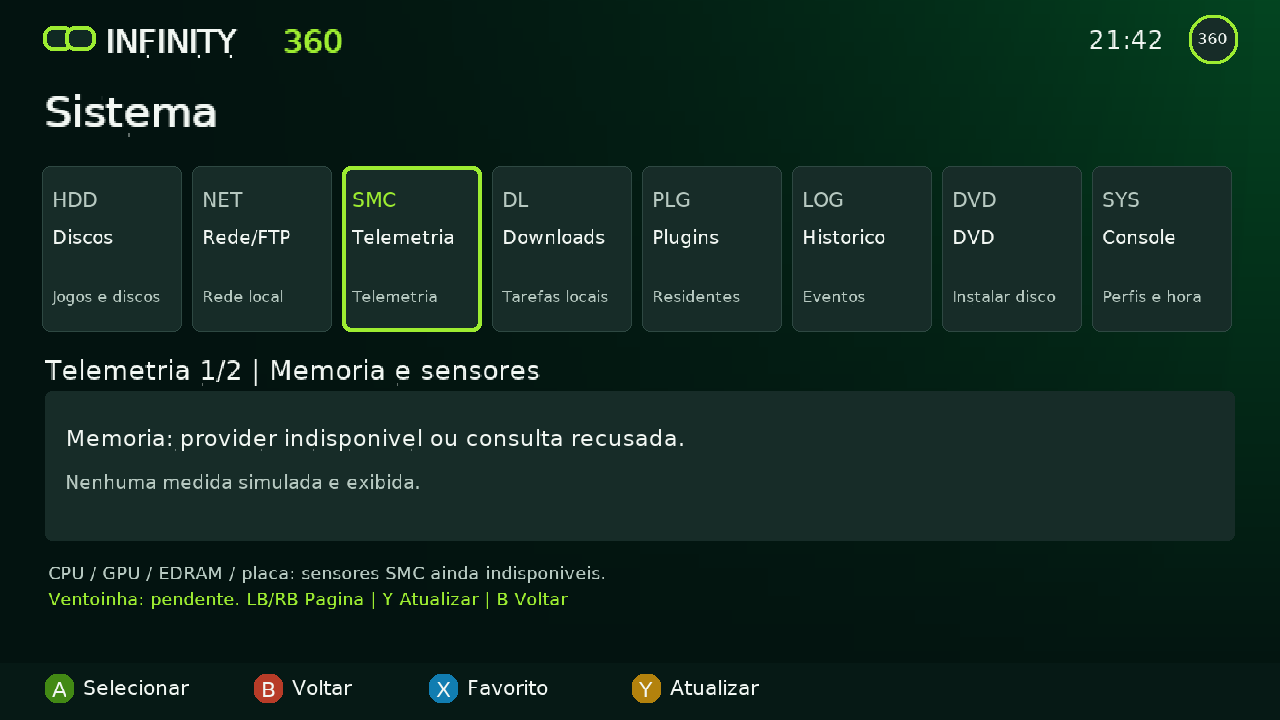 INFINITY 360
21:42
360
Sistema
HDD
Discos
Jogos e discos
NET
Rede/FTP
Rede local
SMC
Telemetria
Telemetria
DL
Downloads
Tarefas locais
PLG
Plugins
Residentes
LOG
Historico
Eventos
DVD
DVD
Instalar disco
SYS
Console
Perfis e hora
Telemetria 1/2 | Memoria e sensores
Memoria: provider indisponivel ou consulta recusada.
Nenhuma medida simulada e exibida.
CPU / GPU / EDRAM / placa: sensores SMC ainda indisponiveis.
Ventoinha: pendente. LB/RB Pagina | Y Atualizar | B Voltar
A Selecionar
B Voltar
X Favorito
Y Atualizar